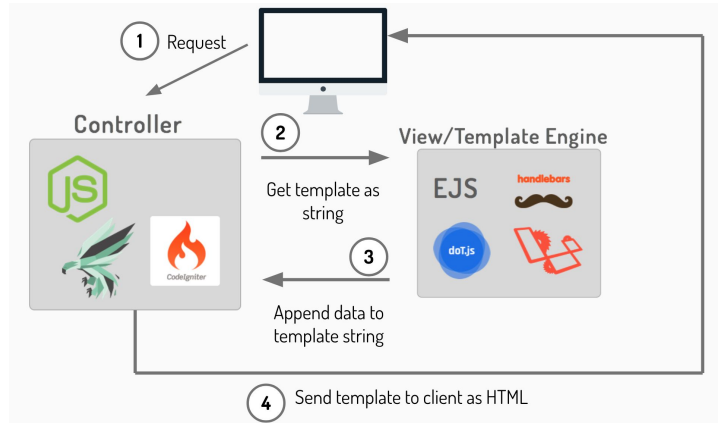 1
Request
Controller
JS
CodeIgniter
2
Get template as
string
View/Template Engine
EJS
handlebars
doT.js
3
Append data to
template string
4
Send template to client as HTML